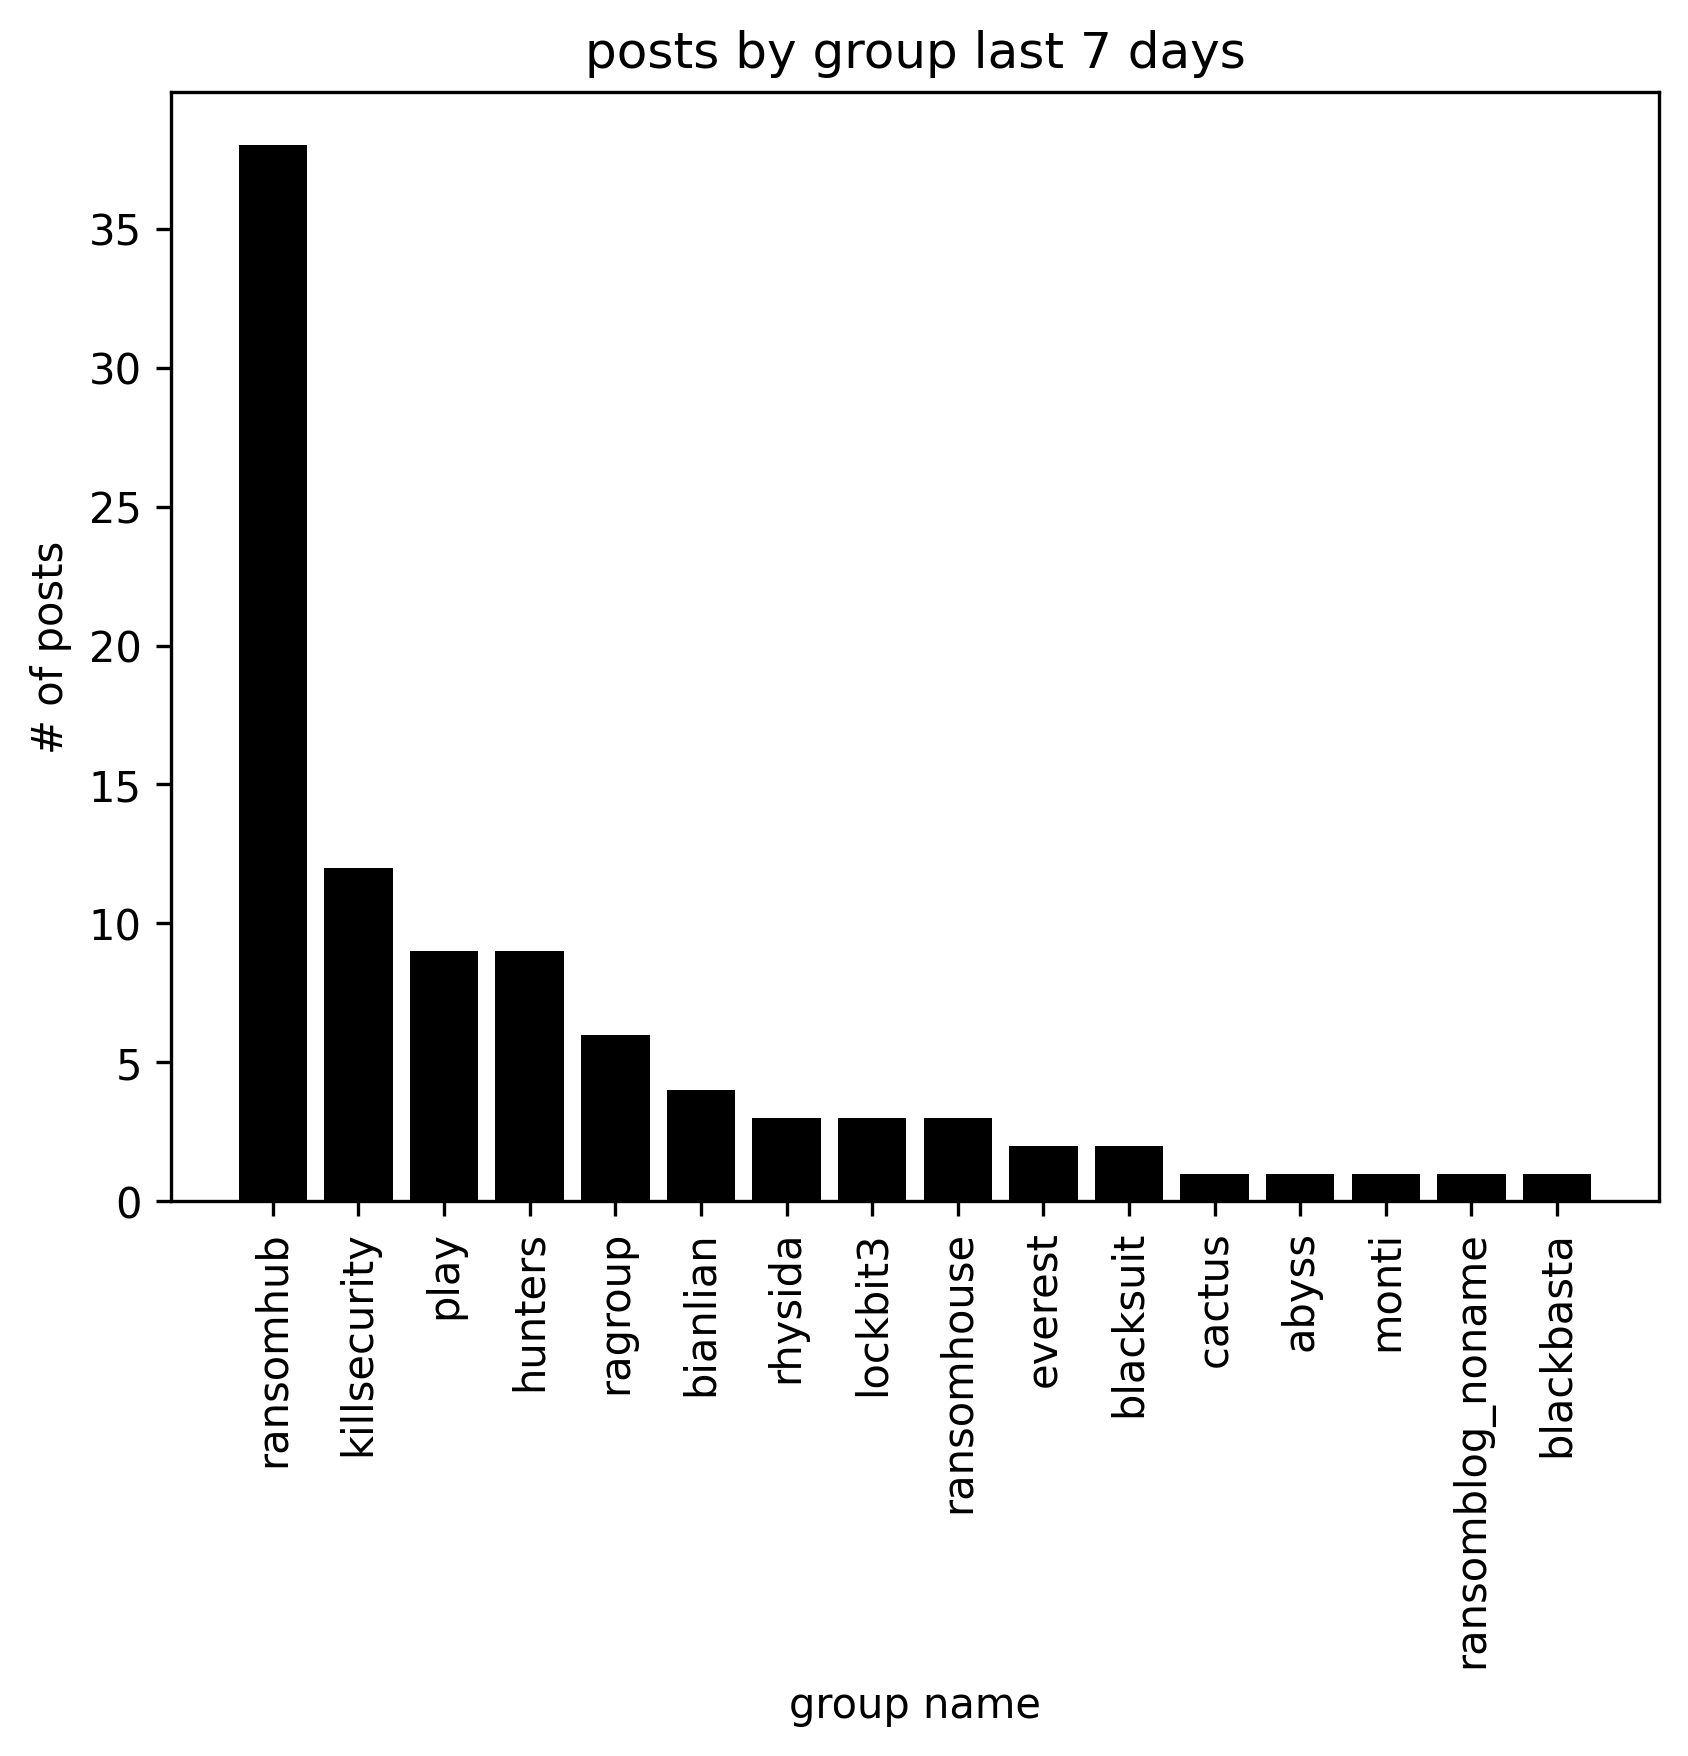 posts by group last 7 days
# of posts
35
30
25
20
15
10
5
0
ransomhub
killsecurity
play
hunters
ragroup
bianlian
rhysida
lockbit3
ransomhouse
everest
blacksuit
cactus
abyss
monti
ransomblog_noname
blackbasta
group name